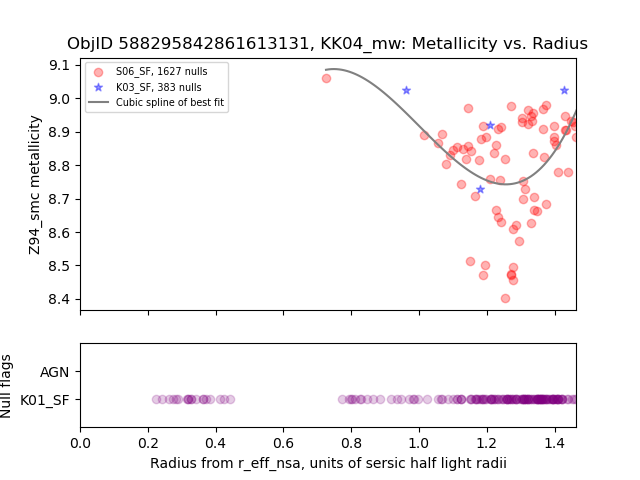 ObjID 588295842861613131, KK04_mw: Metallicity vs. Radius
Z94_smc metallicity
9.1
9.0
8.9
8.8
8.7
8.6
8.5
8.4
S06_SF, 1627 nulls
K03_SF, 383 nulls
Cubic spline of best fit
Null flags
AGN
K01_SF
0.0 0.2 0.4 0.6 0.8 1.0 1.2 1.4
Radius from r_eff_nsa, units of sersic half light radii